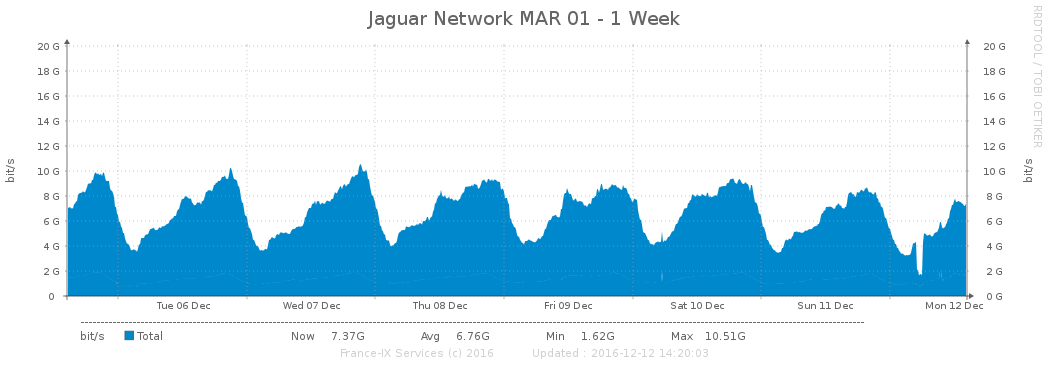 Jaguar Network MAR 01 - 1 Week
RRDTOOL / TOBI OETIKER
bit/s
20 G 20 G
18 G 18 G
16 G 16 G
14 G 14 G
12 G 12 G
10 G 10 G
8 G 8 G
6 G 6 G
4 G 4 G
2 G 2 G
0 0 G
bit/s
Tue 06 Dec Wed 07 Dec Thu 08 Dec Fri 09 Dec Sat 10 Dec Sun 11 Dec Mon 12 Dec
bit/s Total Now 7.37G Avg 6.76G Min 1.62G Max 10.51G
France-IX Services (c) 2016 Updated : 2016-12-12 14:20:03